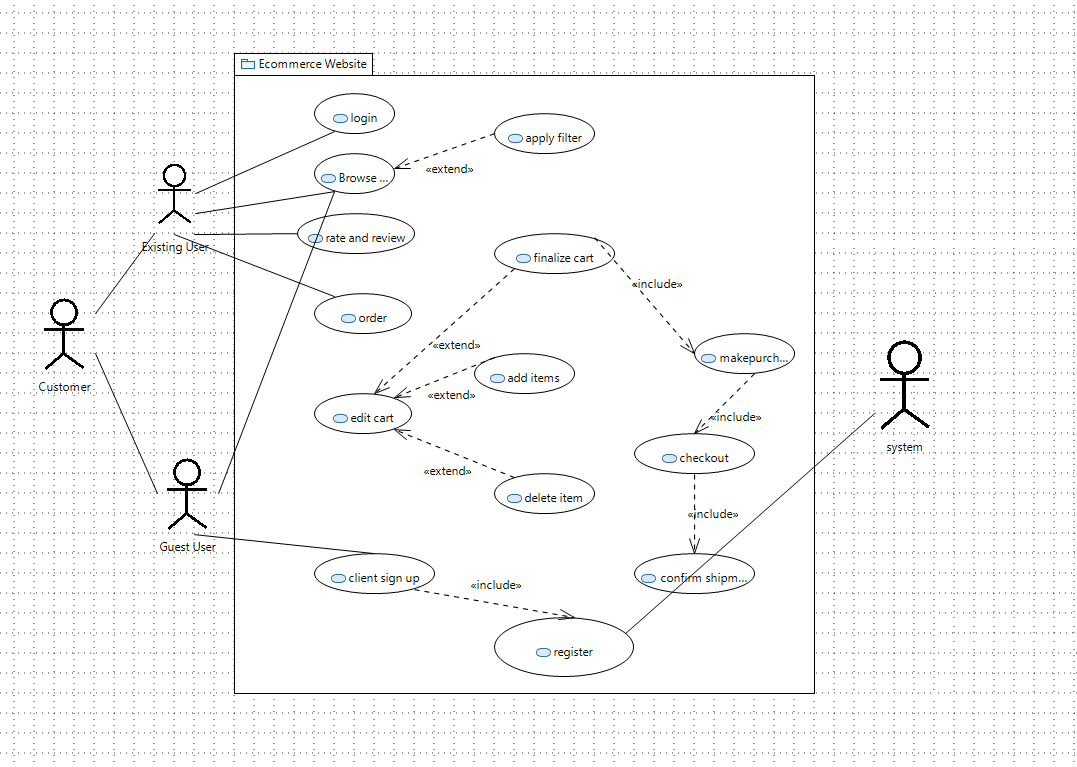 Ecommerce Website
login
apply filter
«extend»
Browse ...
rate and review
Existing User
finalize cart
«include»
order
«extend»
makepurch...
add items
Customer
«extend»
edit cart
«include»
system
checkout
«extend»
delete item
«include»
Guest User
client sign up
«include»
confirm shipm...
register